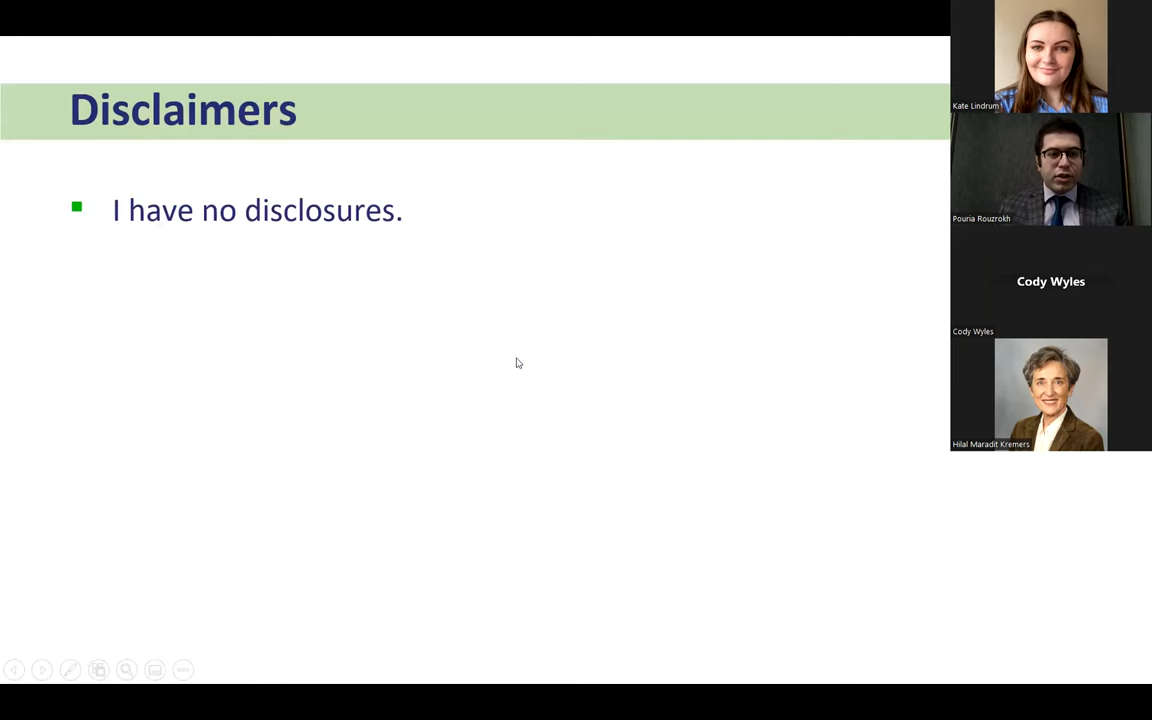 Disclaimers
I have no disclosures.
Kate Lindrum
Pouria Rouzrokh
Cody Wyles
Cody Wyles
Hilal Maradit Kremers